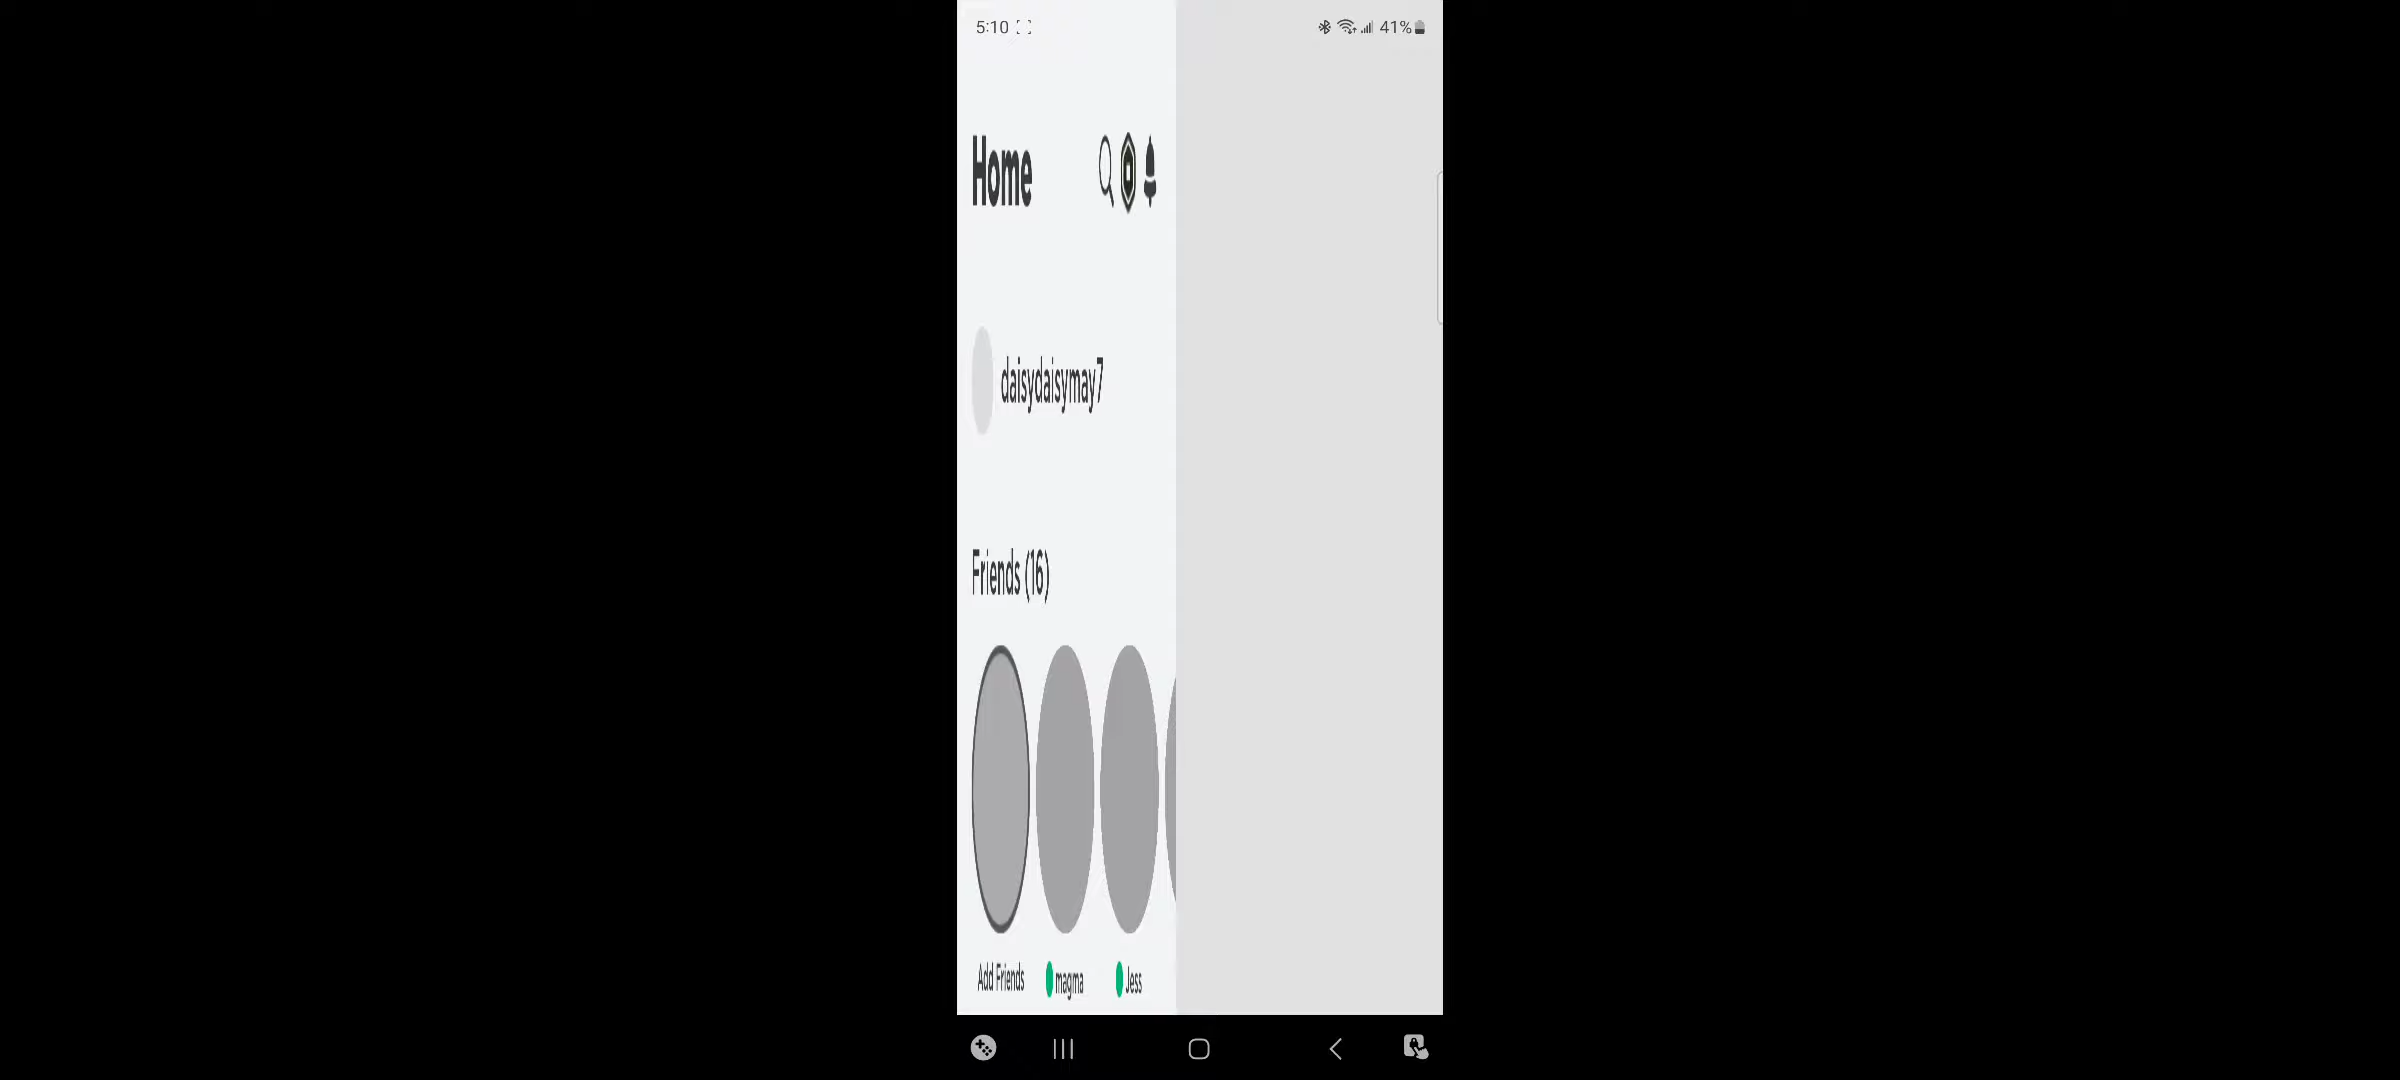 5:10 41%
Home
daisydaisymay7
Friends (16)
Add Friends magma Jess